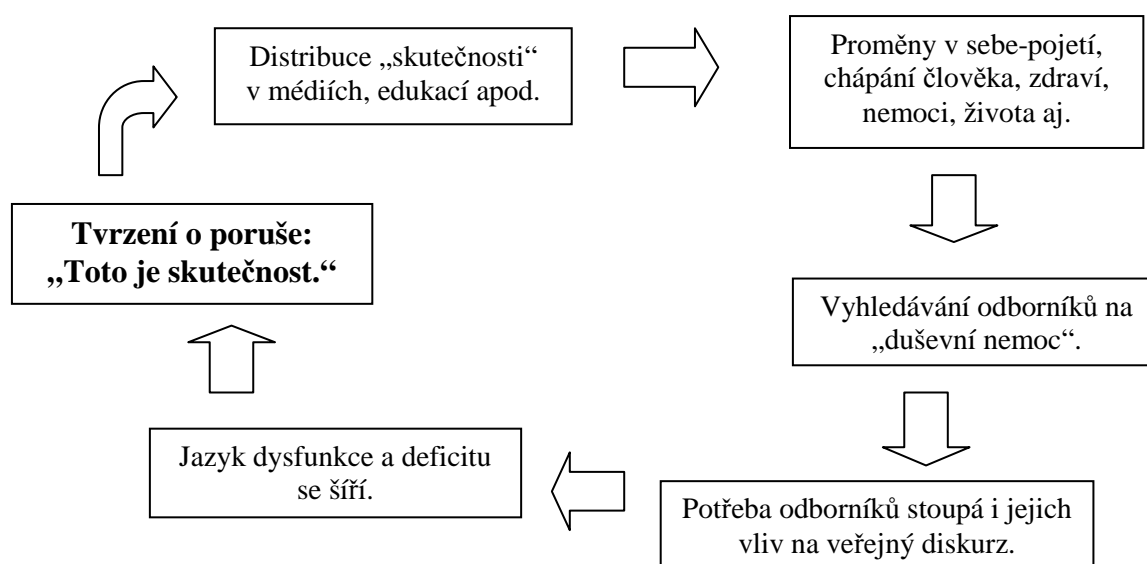 Distribuce „skutečnosti“
v médiích, edukací apod.
Proměny v sebe-pojetí,
chápání člověka, zdraví,
nemoci, života aj.
Tvrzení o poruše:
„Toto je skutečnost.“
Vyhledávání odborníků na
„duševní nemoc“.
Jazyk dysfunkce a deficitu
se šíří.
Potřeba odborníků stoupá i jejich
vliv na veřejný diskurz.